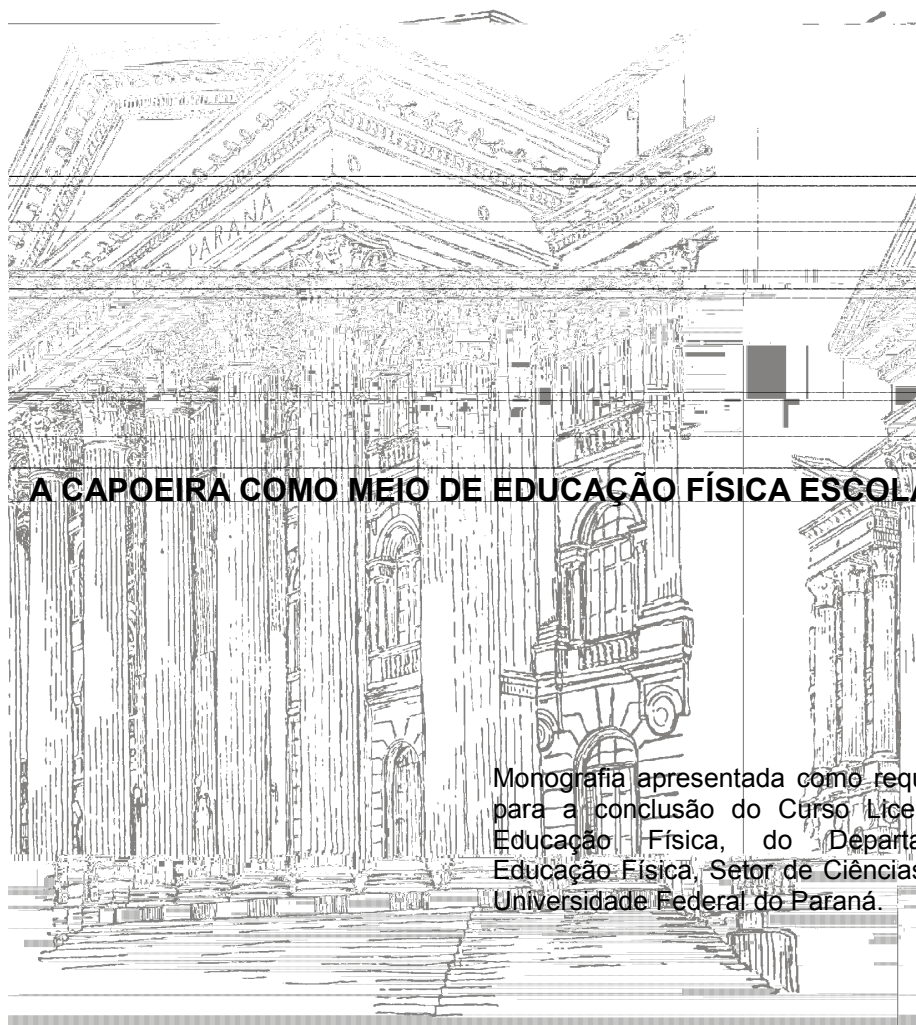 PARANÁ
A CAPOEIRA COMO MEIO DE EDUCAÇÃO FÍSICA ESCOLA
Monografia apresentada como requ
para a conclusão do Curso Lice
Educação Física, do Departa
Educação Física, Setor de Ciências
Universidade Federal do Paraná.